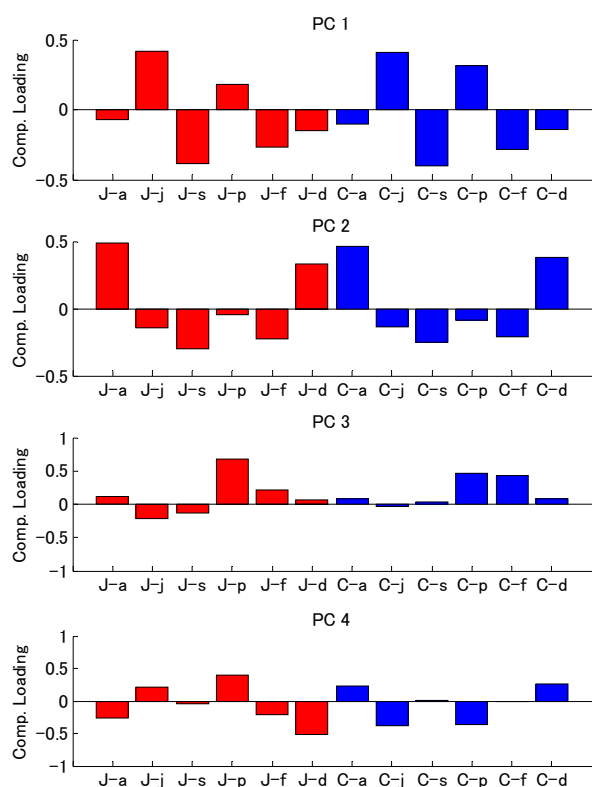 PC 1
Comp. Loading
0.5
0
−0.5
J−a J−j J−s J−p J−f J−d C−a C−j C−s C−p C−f C−d
PC 2
Comp. Loading
0.5
0
−0.5
J−a J−j J−s J−p J−f J−d C−a C−j C−s C−p C−f C−d
PC 3
Comp. Loading
1
0.5
0
−0.5
−1
J−a J−j J−s J−p J−f J−d C−a C−j C−s C−p C−f C−d
PC 4
Comp. Loading
1
0.5
0
−0.5
−1
J−a J−j J−s J−p J−f J−d C−a C−j C−s C−p C−f C−d